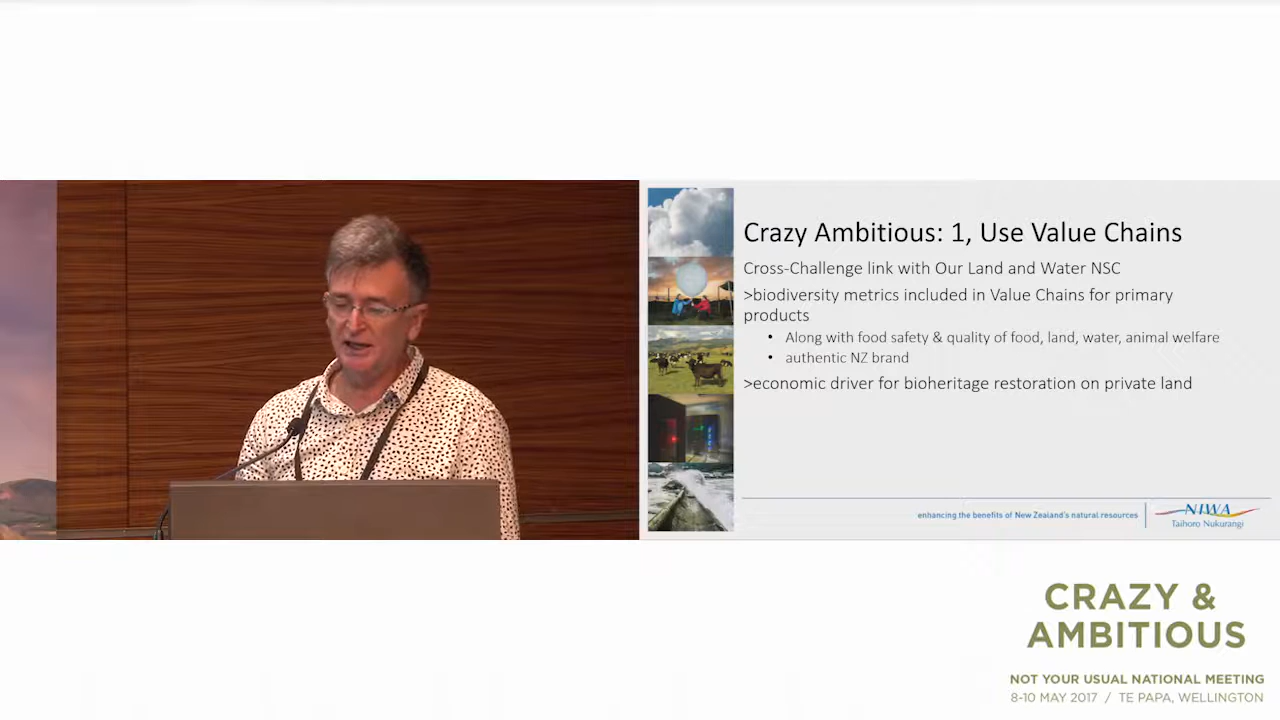 Crazy Ambitious: 1, Use Value Chains
Cross-Challenge link with Our Land and Water NSC
>biodiversity metrics included in Value Chains for primary
products
• Along with food safety & quality of food, land, water, animal welfare
• authentic NZ brand
>economic driver for bioheritage restoration on private land
enhancing the benefits of New Zealand's natural resources
NIWA
Taihoro Nukurangi
CRAZY &
AMBITIOUS
NOT YOUR USUAL NATIONAL MEETING
8-10 MAY 2017 / TE PAPA, WELLINGTON